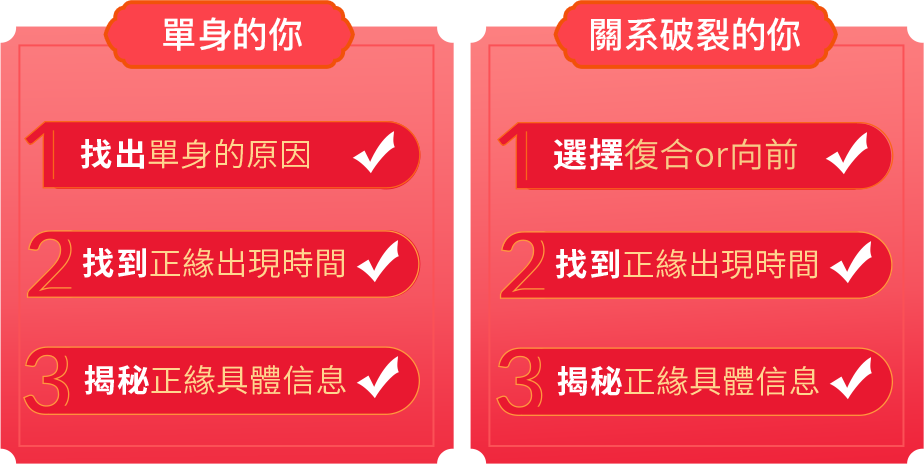 單身的你
1 找出單身的原因
2 找到正緣出現時間
3 揭秘正緣具體信息
關系破裂的你
1 選擇復合or向前
2 找到正緣出現時間
3 揭秘正緣具體信息